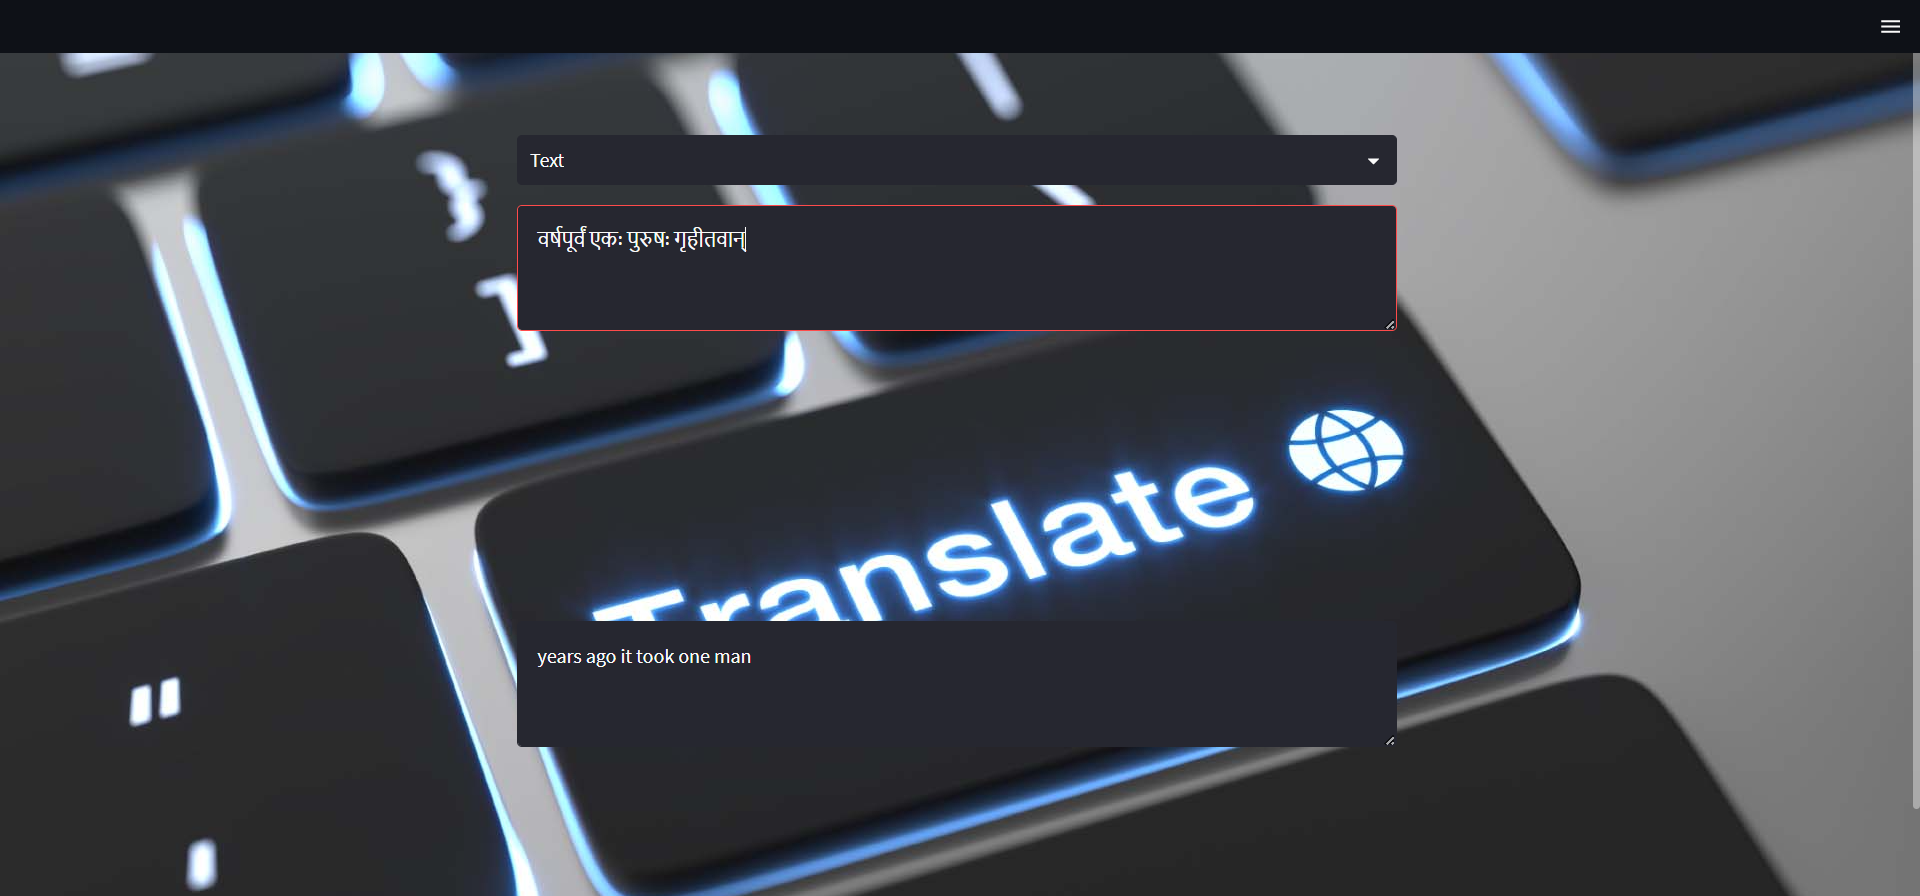 Text
वर्षपूर्वं एकः पुरुषः गृहीतवान्
}
]
Translate
years ago it took one man
"
'